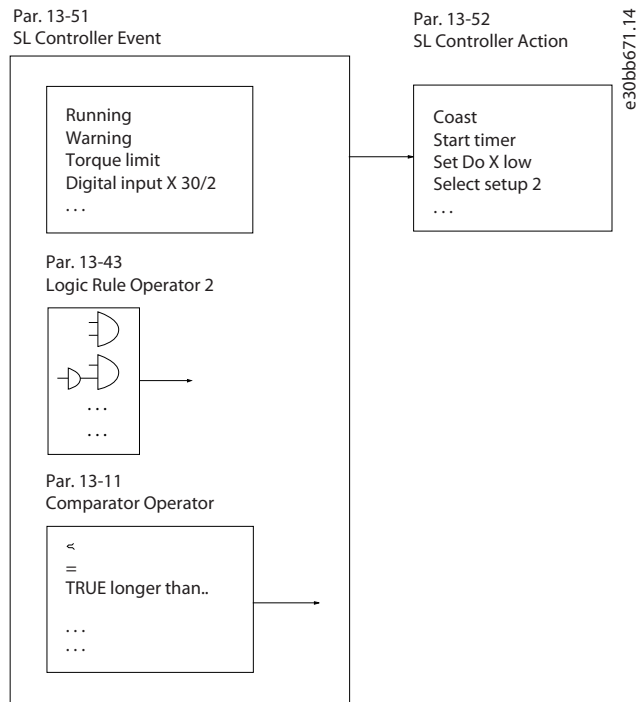 Par. 13-51
SL Controller Event
Par. 13-52
SL Controller Action
e30bb671.14
Running
Warning
Torque limit
Digital input X 30/2
. . .
Coast
Start timer
Set Do X low
Select setup 2
. . .
Par. 13-43
Logic Rule Operator 2
. . .
. . .
Par. 13-11
Comparator Operator
<
=
TRUE longer than..
. . .
. . .